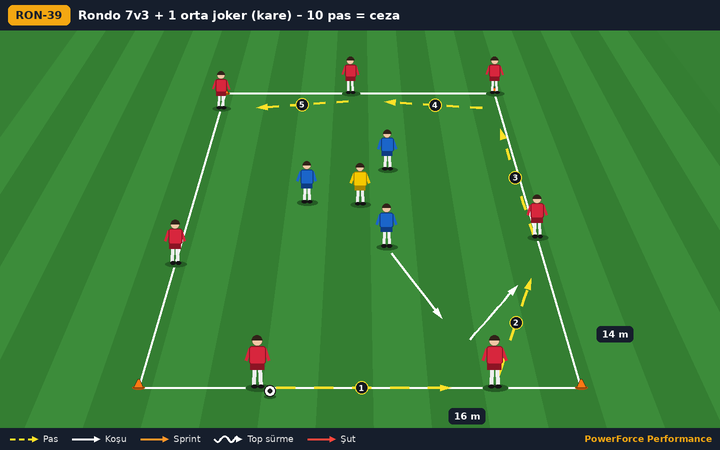 RON-39 Rondo 7v3 + 1 orta joker (kare) – 10 pas = ceza
5
4
3
2
14 m
1
16 m
Pas Koşu Sprint Top sürme Şut PowerForce Performance